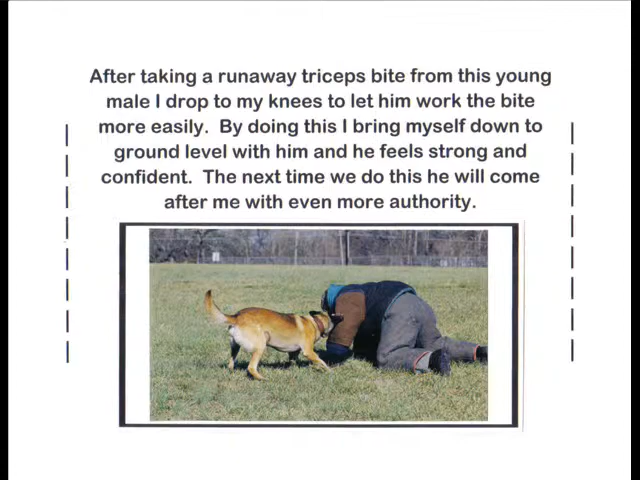 After taking a runaway triceps bite from this young
male I drop to my knees to let him work the bite
more easily.  By doing this I bring myself down to
ground level with him and he feels strong and
confident.  The next time we do this he will come
after me with even more authority.